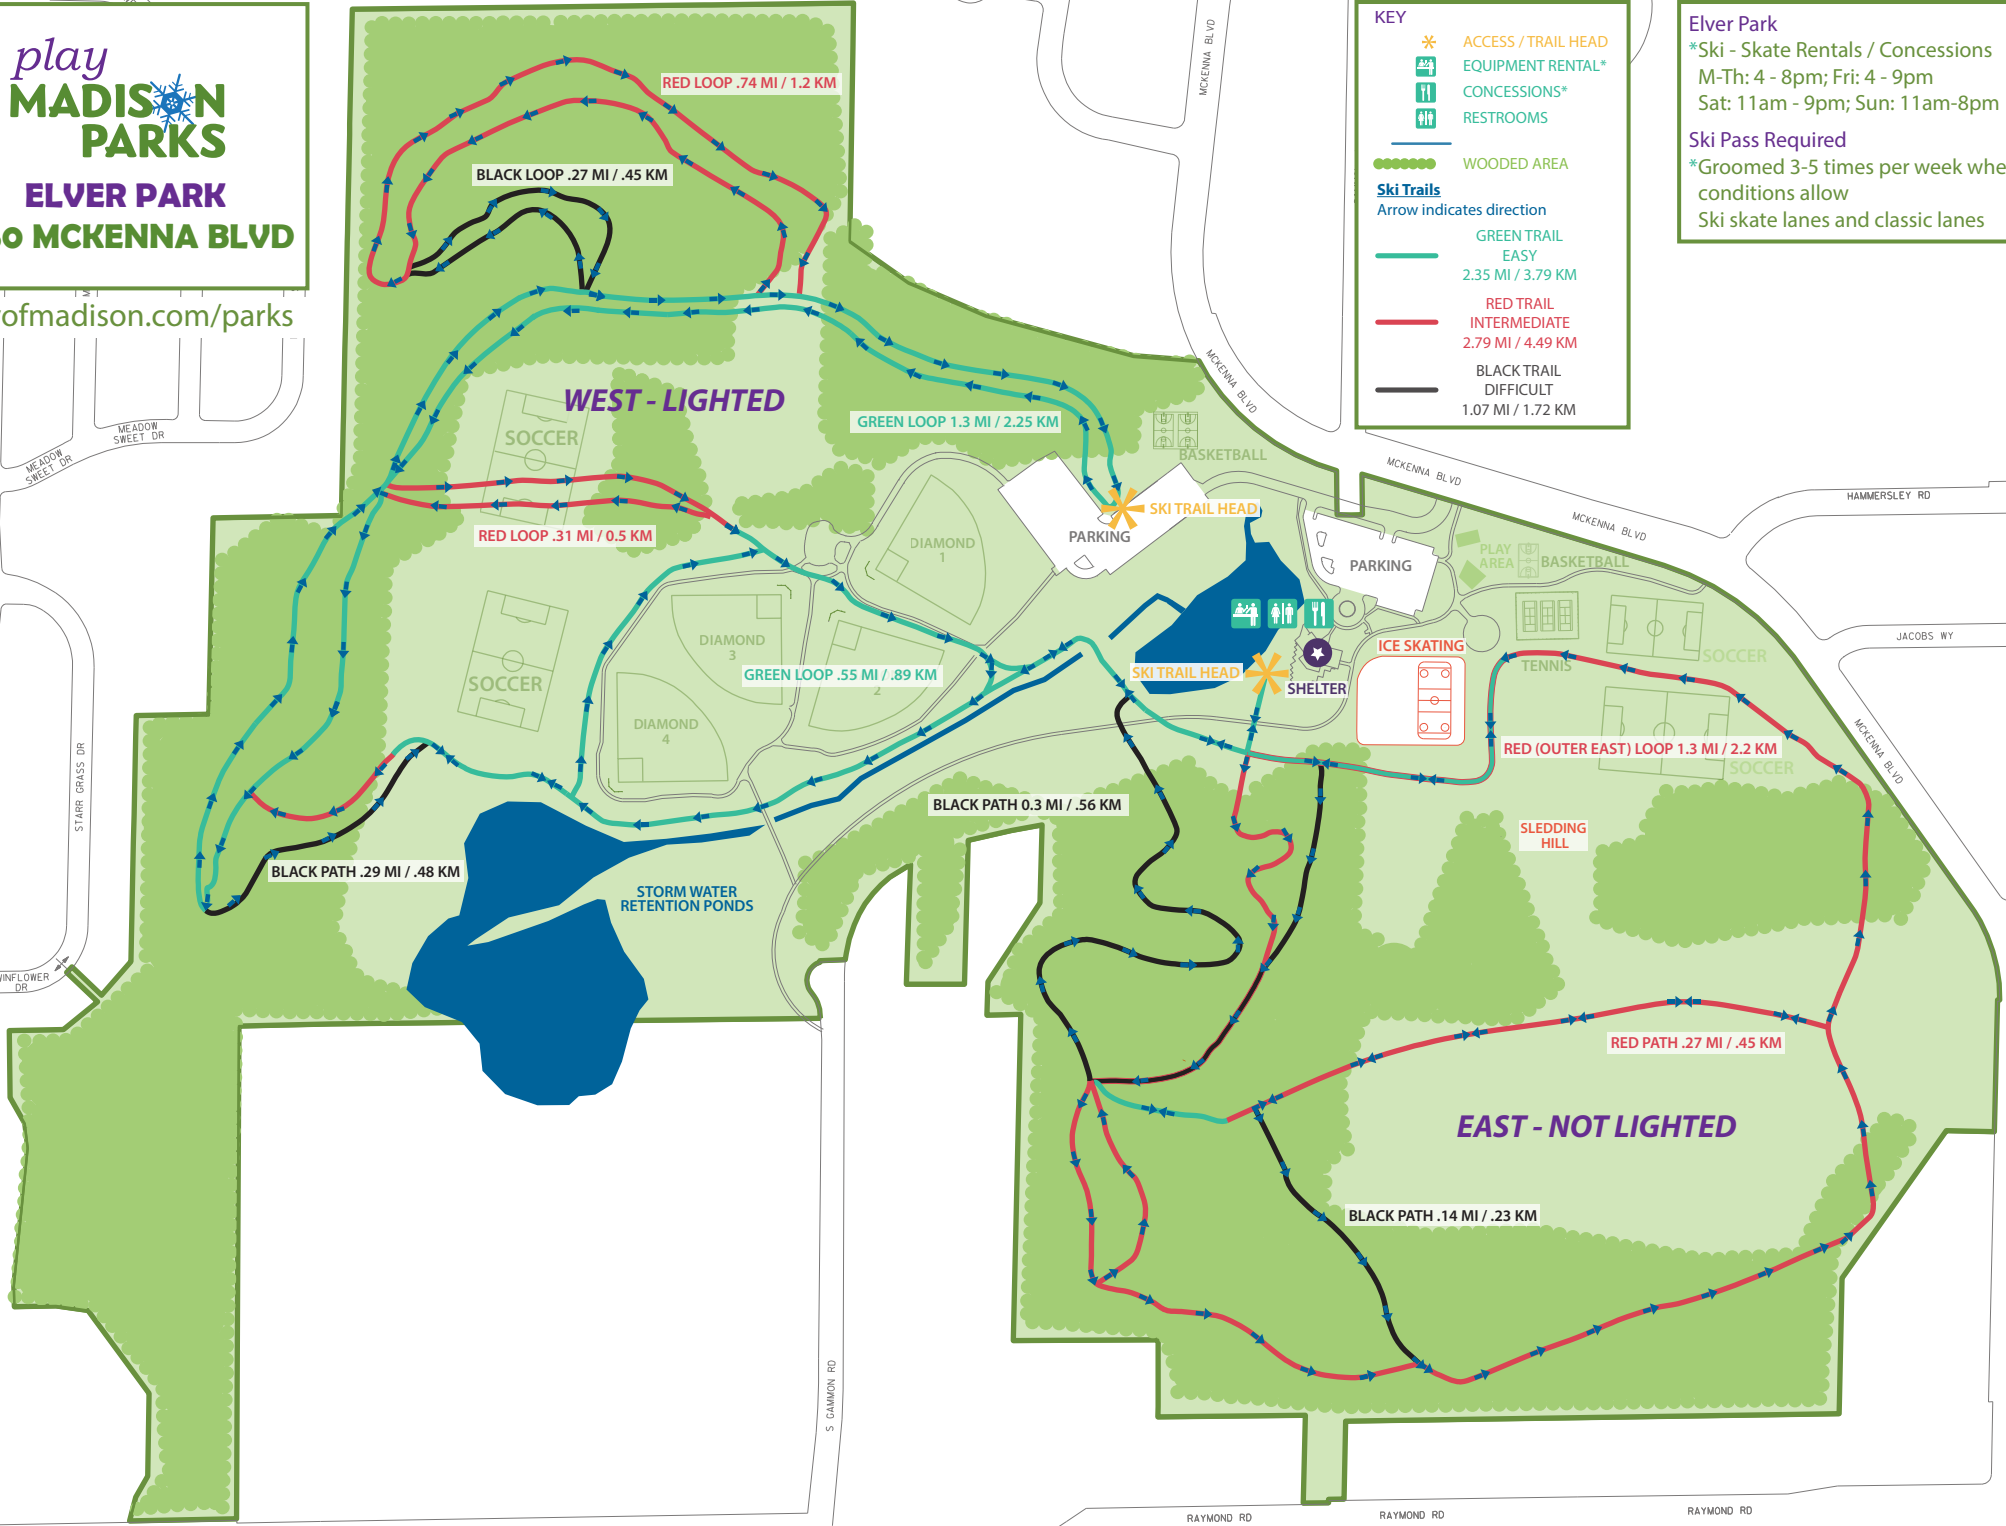 play
MADISON
PARKS
ELVER PARK
MCKENNA BLVD
ofmadison.com/parks
KEY
ACCESS / TRAIL HEAD
EQUIPMENT RENTAL*
CONCESSIONS*
RESTROOMS
WOODED AREA
Ski Trails
Arrow indicates direction
GREEN TRAIL
EASY
2.35 MI / 3.79 KM
RED TRAIL
INTERMEDIATE
2.79 MI / 4.49 KM
BLACK TRAIL
DIFFICULT
1.07 MI / 1.72 KM
Elver Park
*Ski - Skate Rentals / Concessions
M-Th: 4 - 8pm; Fri: 4 - 9pm
Sat: 11am - 9pm; Sun: 11am-8pm
Ski Pass Required
*Groomed 3-5 times per week whe
conditions allow
Ski skate lanes and classic lanes
MCKENNA BLVD
RED LOOP .74 MI / 1.2 KM
BLACK LOOP .27 MI / .45 KM
MCKENNA BLVD
WEST - LIGHTED
GREEN LOOP 1.3 MI / 2.25 KM
MEADOW
SWEET DR
MEADOW
SWEET DR
SOCCER
BASKETBALL
MCKENNA BLVD
HAMMERSLEY RD
MCKENNA BLVD
SKI TRAIL HEAD
PARKING
RED LOOP .31 MI / 0.5 KM
DIAMOND
1
PARKING
PLAY
AREA
BASKETBALL
DIAMOND
3
JACOBS WY
ICE SKATING
SOCCER
TENNIS
GREEN LOOP .55 MI / .89 KM
2
SKI TRAIL HEAD
SHELTER
SOCCER
DIAMOND
4
RED (OUTER EAST) LOOP 1.3 MI / 2.2 KM
SOCCER
MCKENNA BLVD
STARR GRASS DR
BLACK PATH 0.3 MI / .56 KM
SLEDDING
HILL
BLACK PATH .29 MI / .48 KM
STORM WATER
RETENTION PONDS
INFLOWER
DR
RED PATH .27 MI / .45 KM
EAST - NOT LIGHTED
BLACK PATH .14 MI / .23 KM
S GAMMON RD
RAYMOND RD
RAYMOND RD
RAYMOND RD